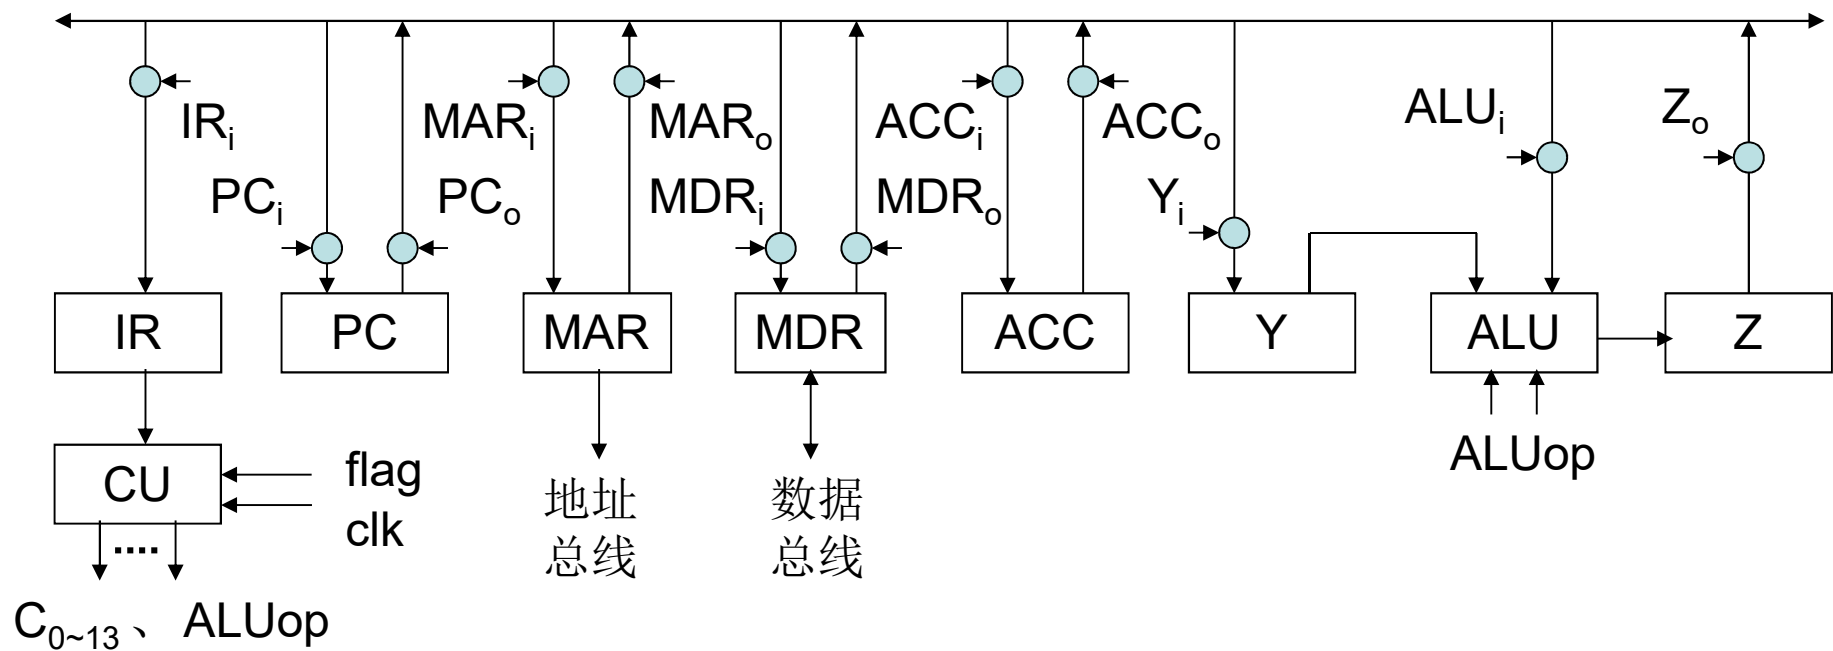 IRi
MARi
MARo
ACCi
ACCo
ALUi
Zo
PCi
PCo
MDRi
MDRo
Yi
IR
PC
MAR
MDR
ACC
Y
ALU
Z
CU
flag
clk
地址
总线
数据
总线
ALUop
....
C0~13 、 ALUop